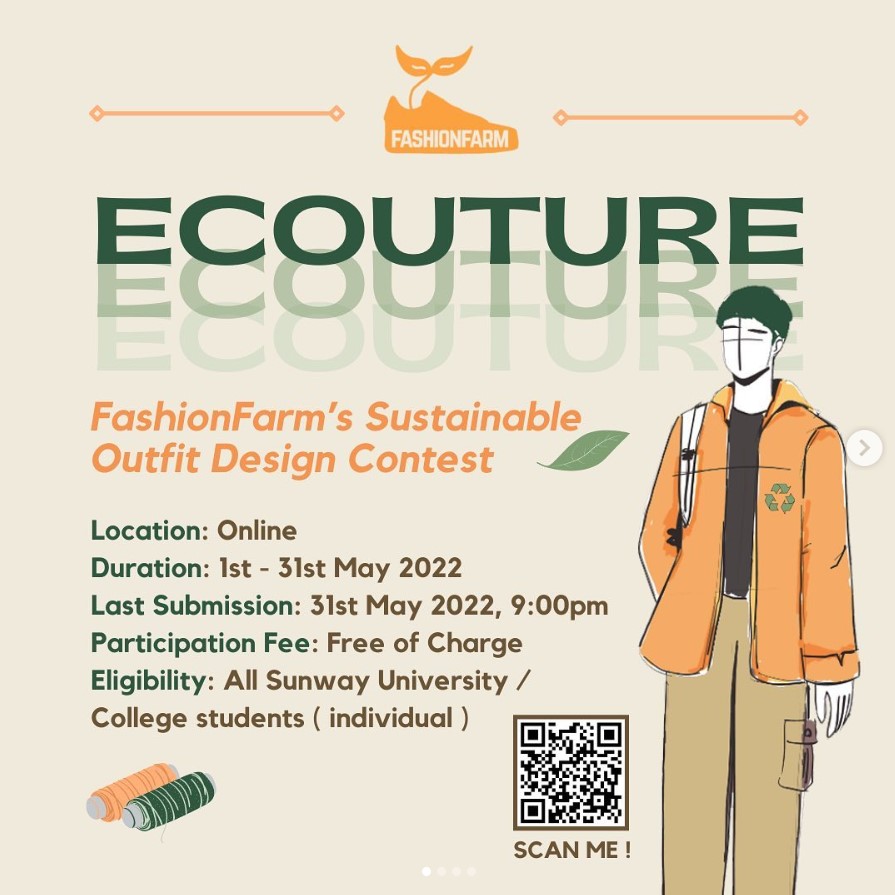 FASHIONFARM
ECOUTURE
ECOUTURE
ECOUTURE
FashionFarm's Sustainable
Outfit Design Contest
Location: Online
Duration: 1st - 31st May 2022
Last Submission: 31st May 2022, 9:00pm
Participation Fee: Free of Charge
Eligibility: All Sunway University /
College students ( individual )
SCAN ME !